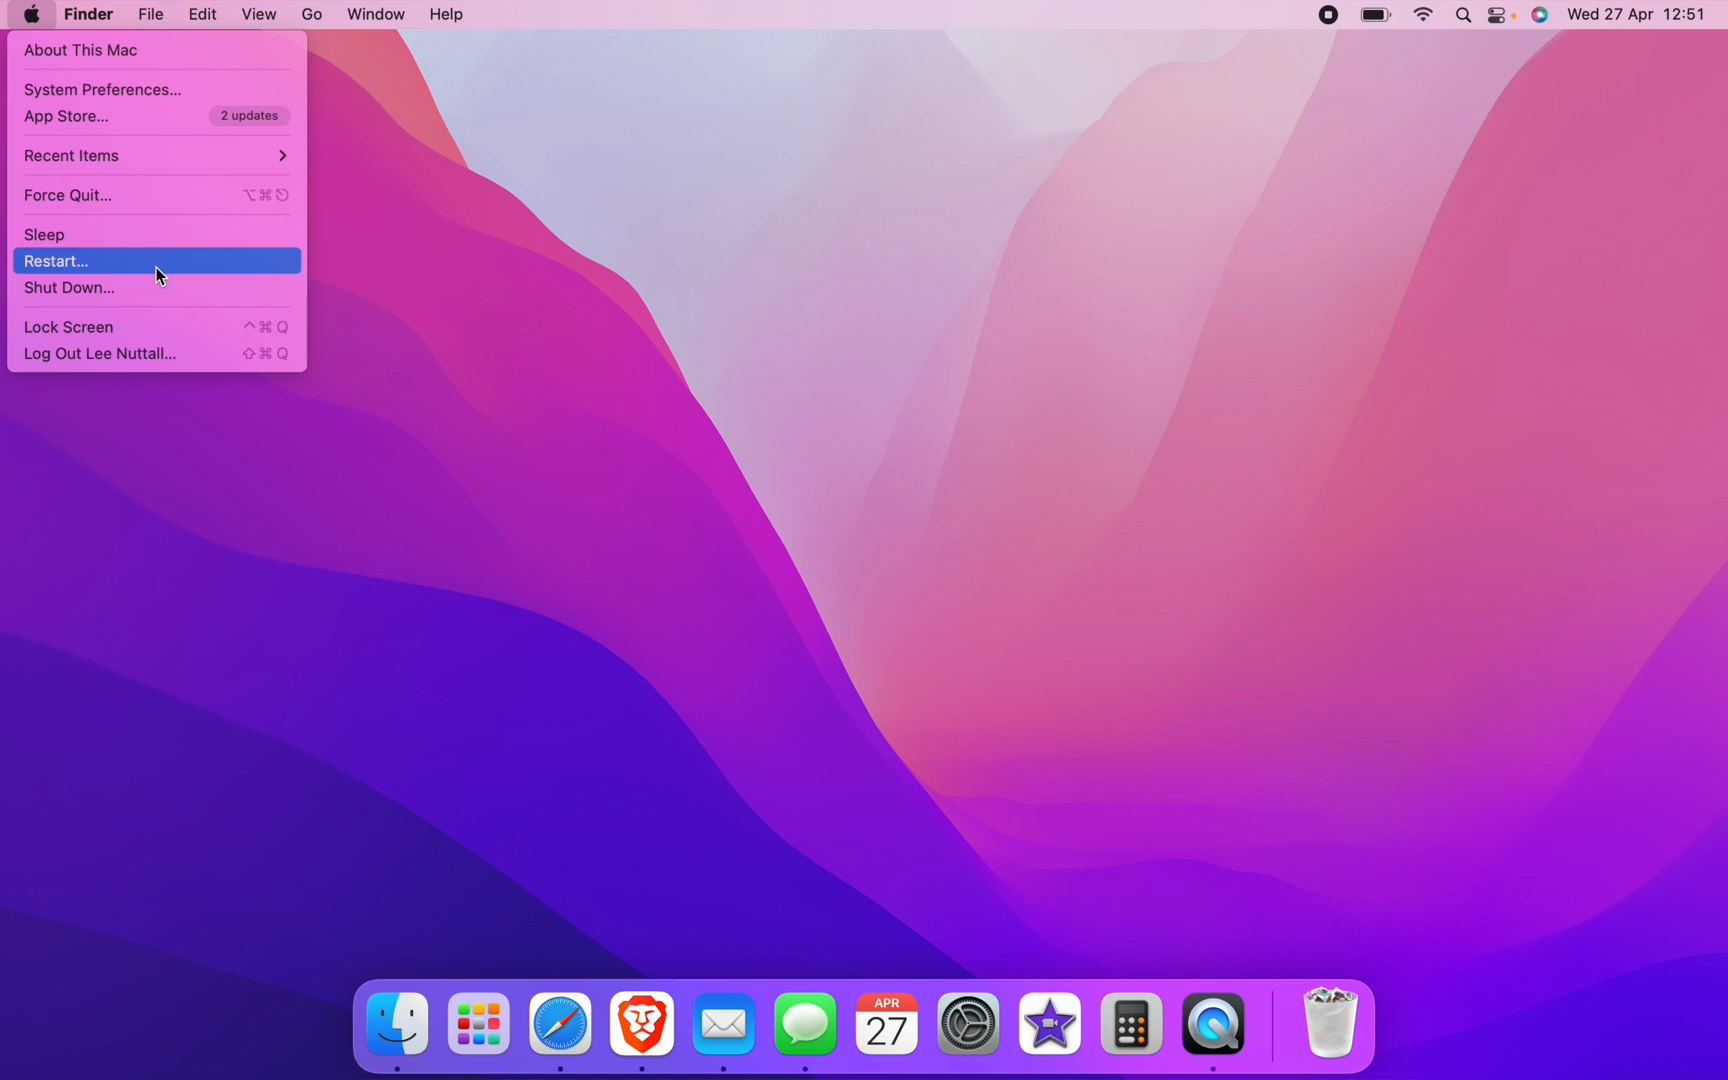 Finder File Edit View Go Window Help Wed 27 Apr 12:51
About This Mac
System Preferences...
App Store... 2 updates
Recent Items
Force Quit... ⌥⌘⎋
Sleep
Restart...
Shut Down...
Lock Screen ^⌘Q
Log Out Lee Nuttall... ⇧⌘Q
APR
27